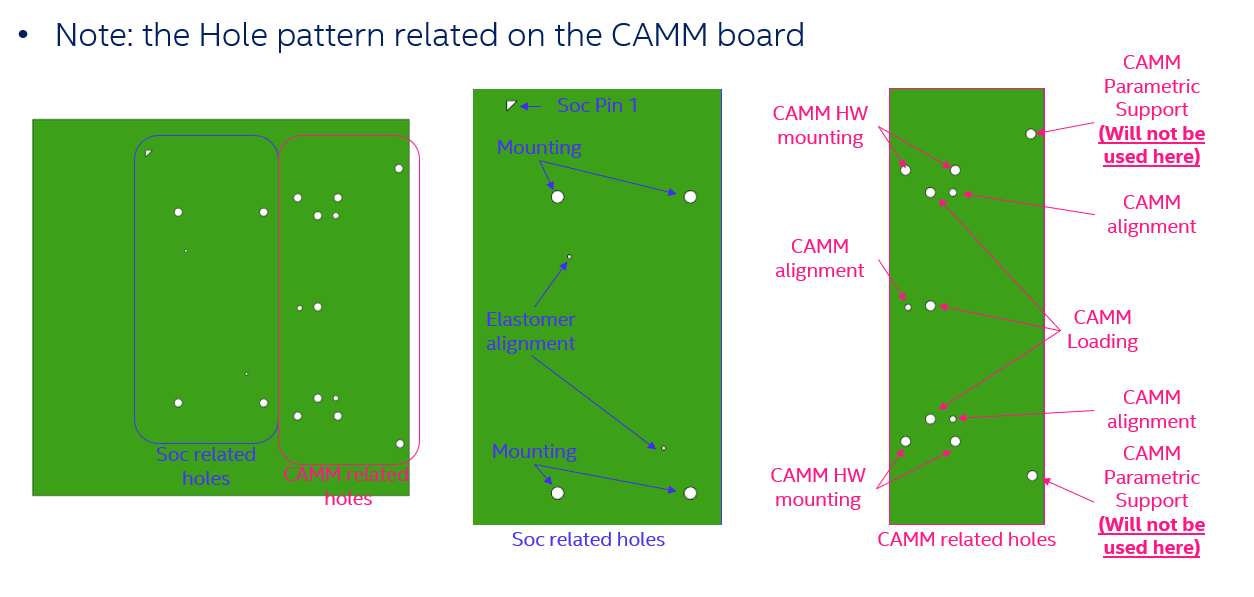 • Note: the Hole pattern related on the CAMM board
Soc related
holes
CAMM related
holes
Soc Pin 1
Mounting
Elastomer
alignment
Mounting
Soc related holes
CAMM HW
mounting
CAMM
alignment
CAMM HW
mounting
CAMM
Parametric
Support
(Will not be
used here)
CAMM
alignment
CAMM
Loading
CAMM
alignment
CAMM
Parametric
Support
(Will not be
used here)
CAMM related holes